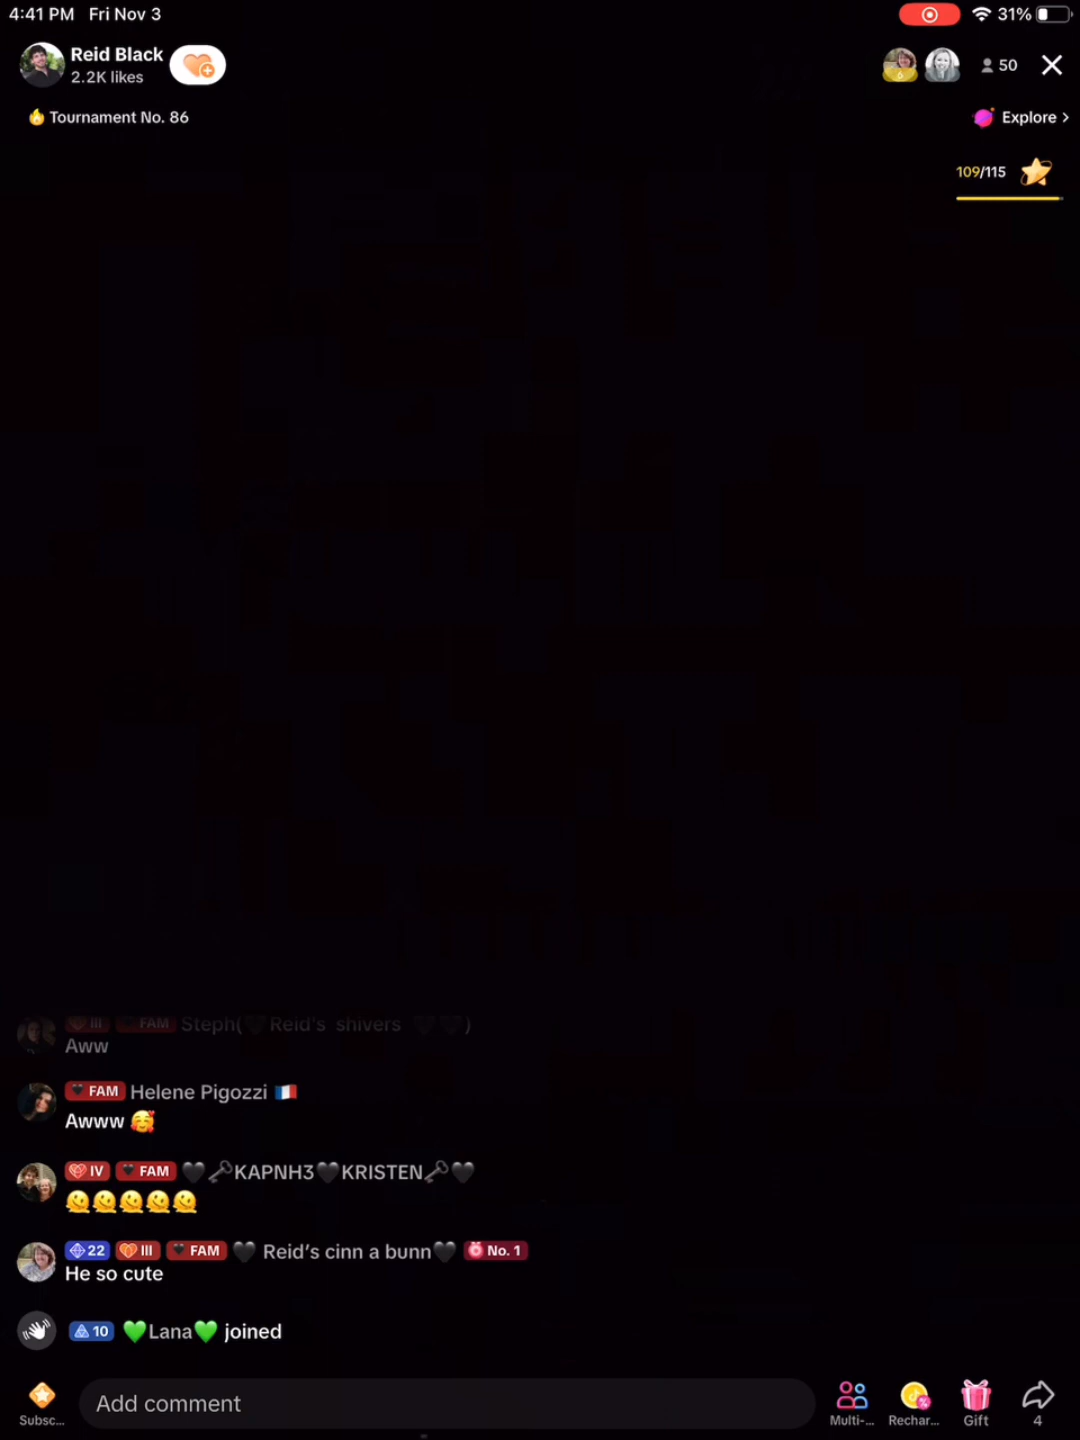 4:41 PM Fri Nov 3
31%
Reid Black
2.2K likes
6
50
Tournament No. 86
Explore >
109/115
III FAM Steph(🖤Reid's shivers 🖤🖤)
Aww
FAM Helene Pigozzi 🇫🇷
Awww 🥰
IV FAM 🖤🗝KAPNH3🖤KRISTEN🗝🖤
🫠🫠🫠🫠🫠
22 III FAM 🖤 Reid's cinn a bunn🖤 No. 1
He so cute
10 💚Lana💚 joined
Add comment
Subsc...
Multi-...
Rechar...
Gift
4